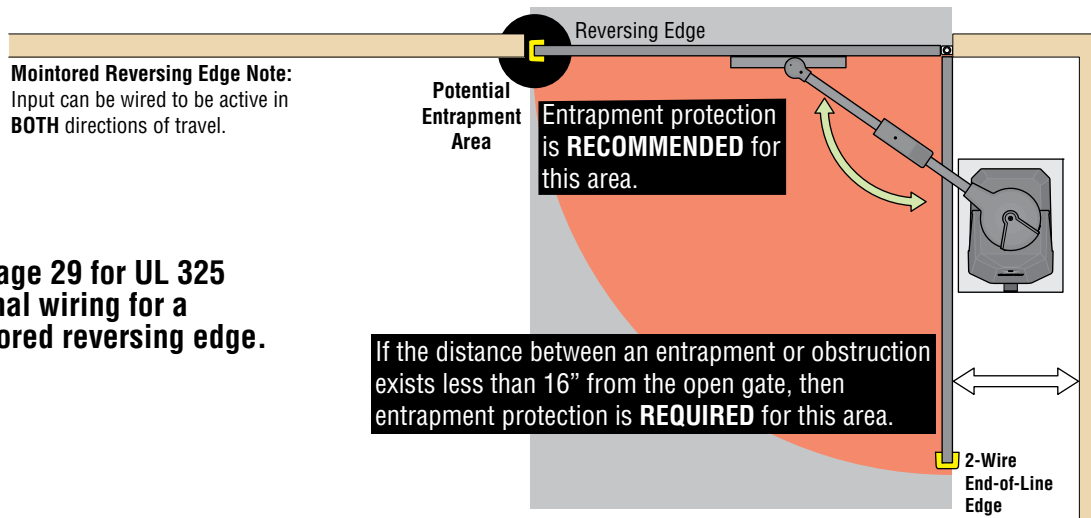 Reversing Edge
Mointored Reversing Edge Note:
Input can be wired to be active in
BOTH directions of travel.
Potential
Entrapment
Area
Entrapment protection
is RECOMMENDED for
this area.
age 29 for UL 325
nal wiring for a
ored reversing edge.
If the distance between an entrapment or obstruction
exists less than 16” from the open gate, then
entrapment protection is REQUIRED for this area.
2-Wire
End-of-Line
Edge